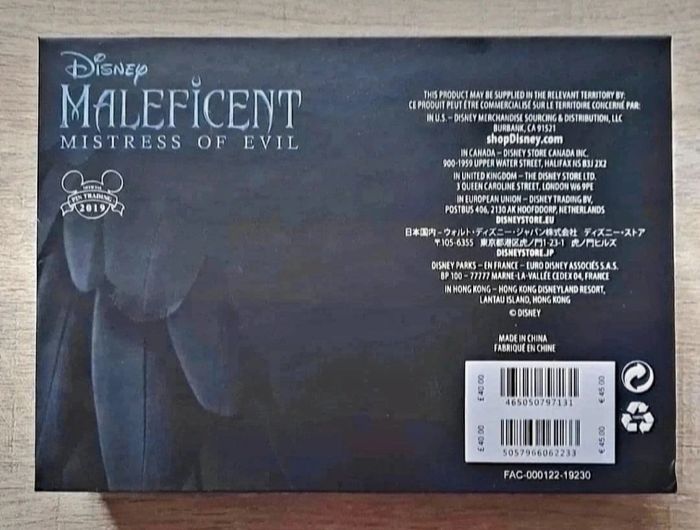 Disney
MALEFICENT
MISTRESS OF EVIL
OFFICIAL
PIN TRADING
2019
THIS PRODUCT MAY BE SUPPLIED IN THE RELEVANT TERRITORY BY:
CE PRODUIT PEUT ÊTRE COMMERCIALISÉ SUR LE TERRITOIRE CONCERNÉ PAR:
IN U.S. – DISNEY MERCHANDISE SOURCING & DISTRIBUTION, LLC
BURBANK, CA 91521
shopDisney.com
IN CANADA – DISNEY STORE CANADA INC.
900-1959 UPPER WATER STREET, HALIFAX NS B3J 2X2
IN UNITED KINGDOM – THE DISNEY STORE LTD.
3 QUEEN CAROLINE STREET, LONDON W6 9PE
IN EUROPEAN UNION – DISNEY TRADING BV,
POSTBUS 406, 2130 AK HOOFDDORP, NETHERLANDS
DISNEYSTORE.EU
日本国内 – ウォルト・ディズニー・ジャパン株式会社 ディズニー・ストア
〒105-6355 東京都港区虎ノ門1-23-1 虎ノ門ヒルズ
DISNEYSTORE.JP
DISNEY PARKS – EN FRANCE – EURO DISNEY ASSOCIÉS S.A.S.
BP 100 – 77777 MARNE-LA-VALLÉE CEDEX 04, FRANCE
IN HONG KONG – HONG KONG DISNEYLAND RESORT,
LANTAU ISLAND, HONG KONG
© DISNEY
MADE IN CHINA
FABRIQUÉ EN CHINE
£ 40.00
465050797131
€ 45.00
£ 40.00
5057966062233
€ 45.00
FAC-000122-19230